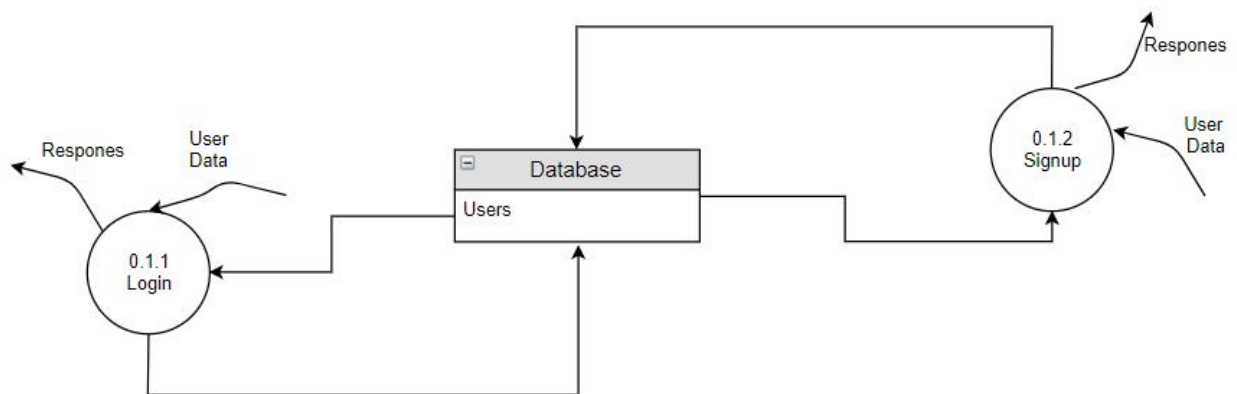 Respones
User
Data
0.1.1
Login
Database
Users
Respones
0.1.2
Signup
User
Data